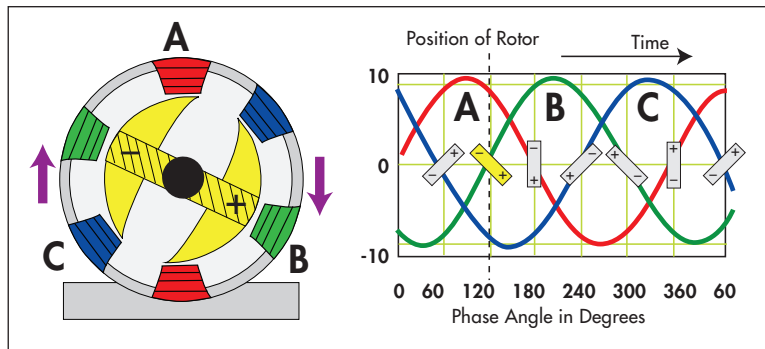 A
B
C
−
+
Position of Rotor
Time
10
0
-10
A B C
− + − + − + + − + − + −
0 60 120 180 240 300 360 60
Phase Angle in Degrees